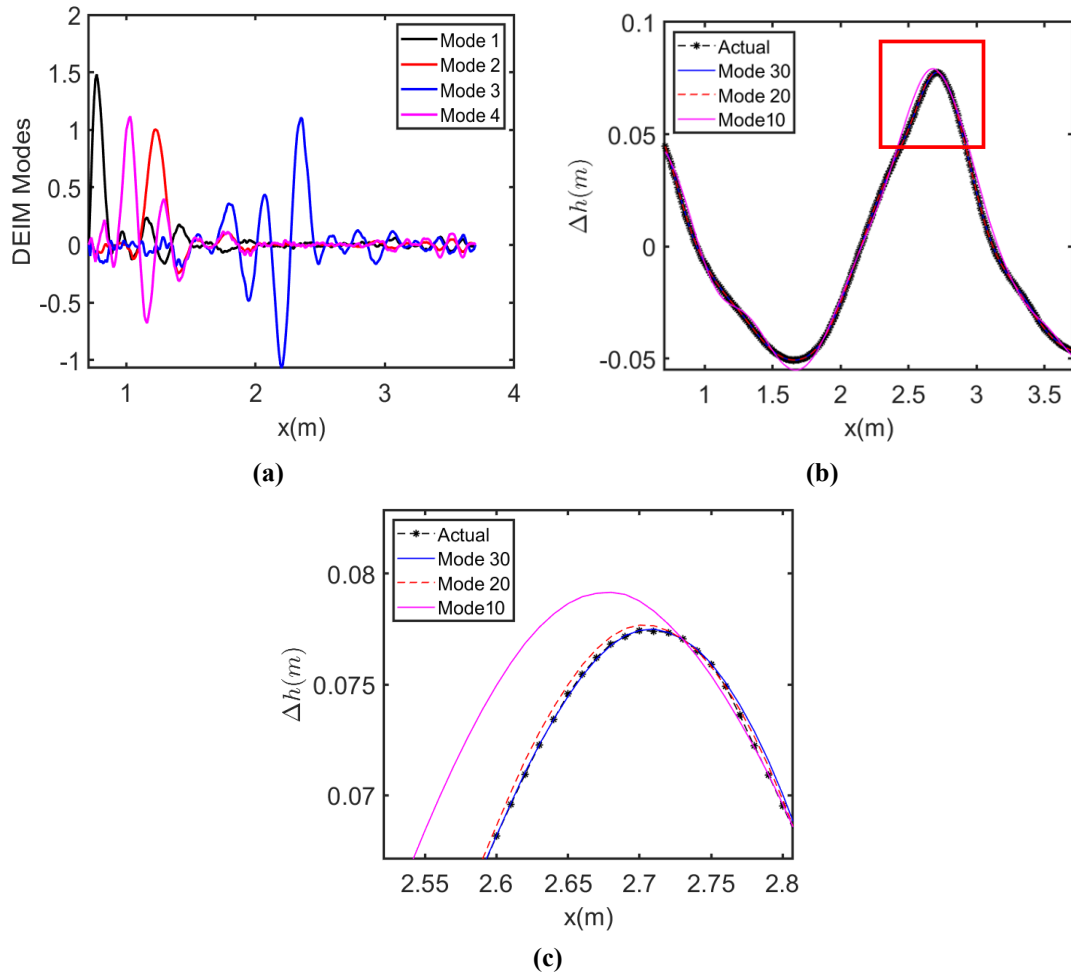 2
1.5
1
0.5
0
-0.5
-1
DEIM Modes
Mode 1
Mode 2
Mode 3
Mode 4
1 2 3 4
x(m)
(a)
0.1
0.05
0
-0.05
Δh(m)
Actual
Mode 30
Mode 20
Mode10
1 1.5 2 2.5 3 3.5
x(m)
(b)
0.08
0.075
0.07
Δh(m)
Actual
Mode 30
Mode 20
Mode10
2.55 2.6 2.65 2.7 2.75 2.8
x(m)
(c)